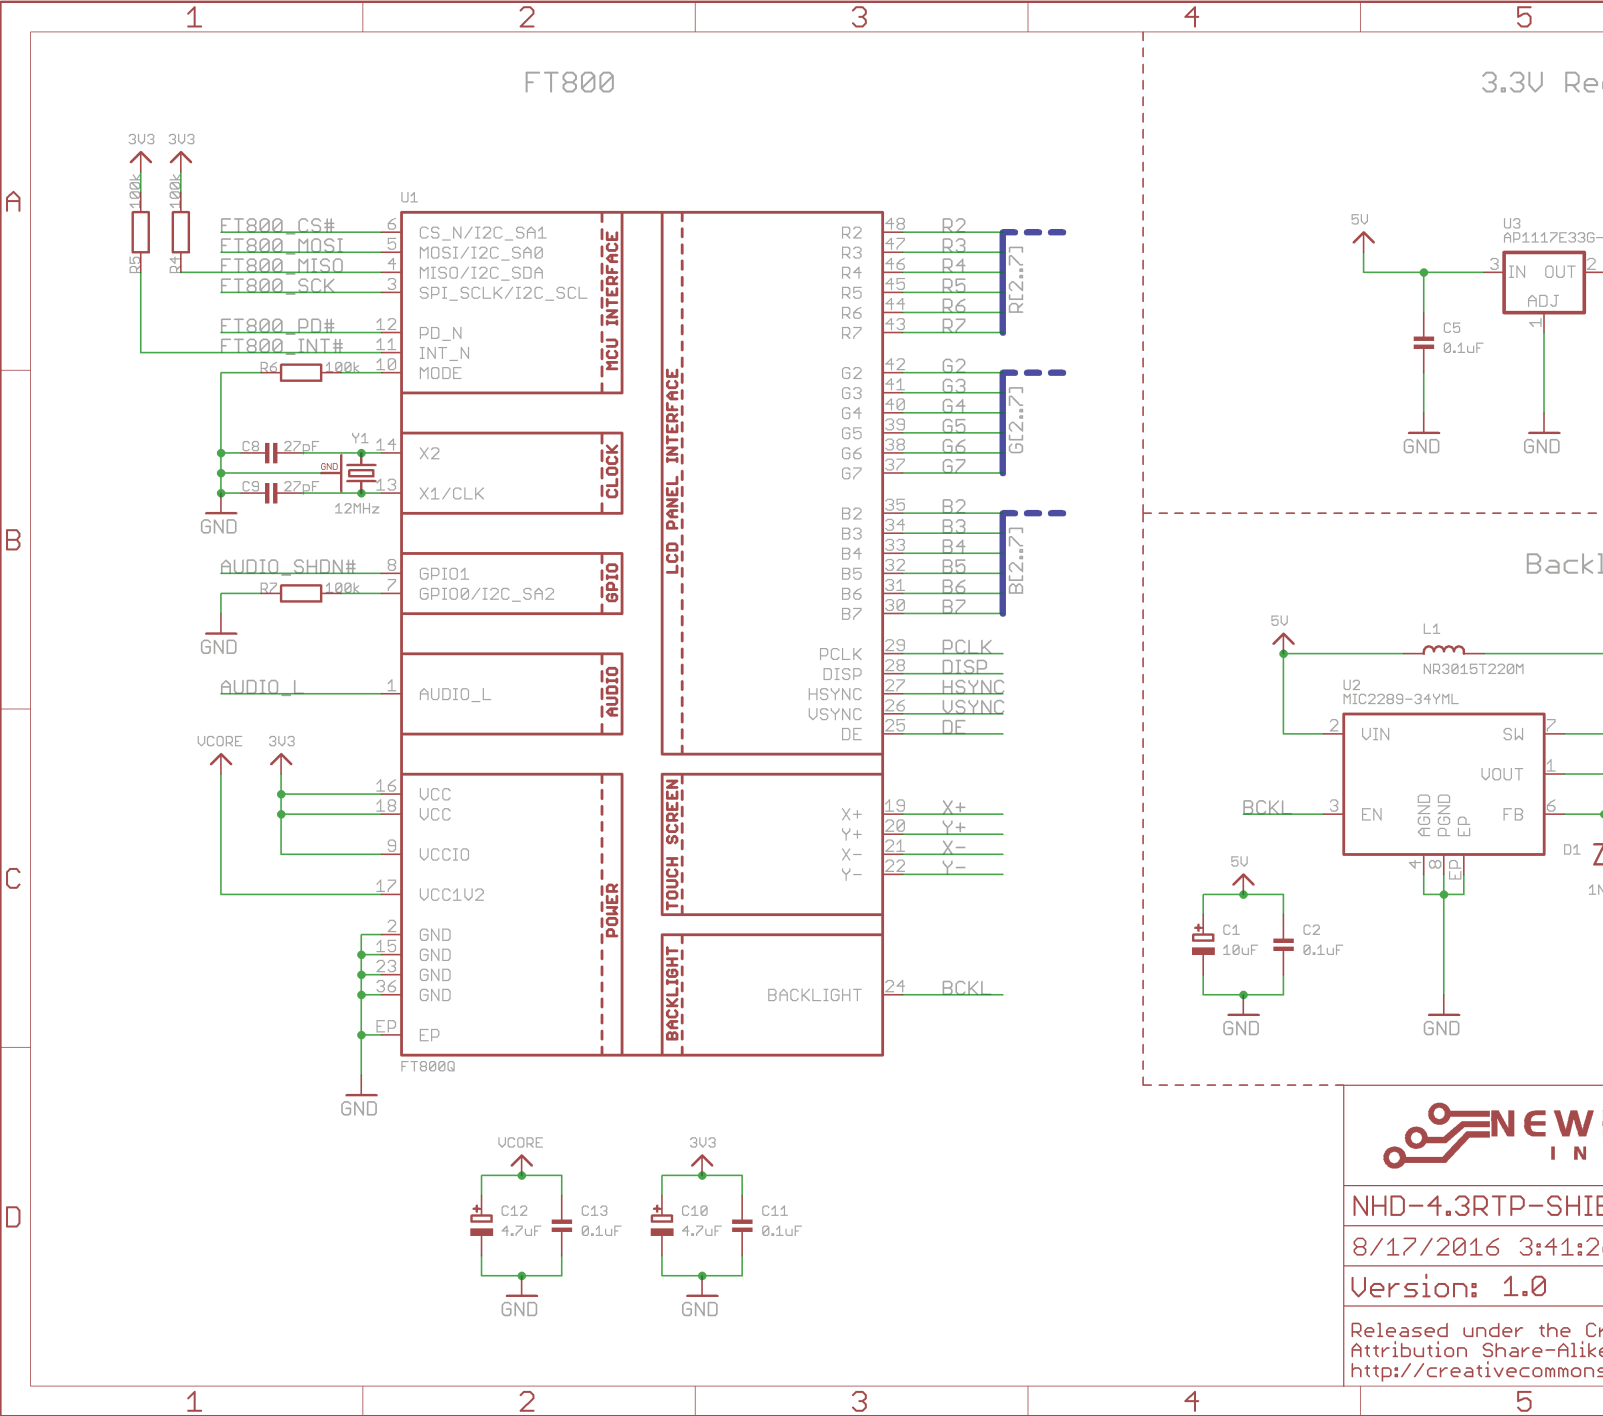 1 2 3 4 5
FT800
3.3V Re
3V3 3V3
100k 100k
R5 R4
A
B
C
D
U1
FT800_CS# 6 CS_N/I2C_SA1
FT800_MOSI 5 MOSI/I2C_SA0
FT800_MISO 4 MISO/I2C_SDA
FT800_SCK 3 SPI_SCLK/I2C_SCL
FT800_PD# 12 PD_N
FT800_INT# 11 INT_N
R6 100k 10 MODE
MCU INTERFACE
C8 27pF Y1 14 X2
GND
C9 27pF 13 X1/CLK
12MHz
GND
CLOCK
AUDIO_SHDN# 8 GPIO1
R7 100k 7 GPIO0/I2C_SA2
GND
GPIO
AUDIO_L 1 AUDIO_L
AUDIO
VCORE 3V3
16 VCC
18 VCC
9 VCCIO
17 VCC1V2
2 GND
15 GND
23 GND
36 GND
EP EP
POWER
FT800Q
GND
LCD PANEL INTERFACE
R2 48 R2
R3 47 R3
R4 46 R4
R5 45 R5
R6 44 R6
R7 43 R7
R[2..7]
G2 42 G2
G3 41 G3
G4 40 G4
G5 39 G5
G6 38 G6
G7 37 G7
G[2..7]
B2 35 B2
B3 34 B3
B4 33 B4
B5 32 B5
B6 31 B6
B7 30 B7
B[2..7]
PCLK 29 PCLK
DISP 28 DISP
HSYNC 27 HSYNC
VSYNC 26 VSYNC
DE 25 DE
TOUCH SCREEN
X+ 19 X+
Y+ 20 Y+
X- 21 X-
Y- 22 Y-
BACKLIGHT
BACKLIGHT 24 BCKL
VCORE
C12 C13
4.7uF 0.1uF
GND
3V3
C10 C11
4.7uF 0.1uF
GND
5V
U3
AP1117E33G-
3 IN OUT 2
ADJ
1
C5
0.1uF
GND GND
Backl
5V
L1
NR3015T220M
U2
MIC2289-34YML
2 VIN SW 7
VOUT 1
BCKL 3 EN FB 6
AGND PGND EP
4 8 EP
D1
1N
5V
C1 C2
10uF 0.1uF
GND GND
NEW
IN
NHD-4.3RTP-SHIE
8/17/2016 3:41:2
Version: 1.0
Released under the Cr
Attribution Share-Alike
http://creativecommons
1 2 3 4 5